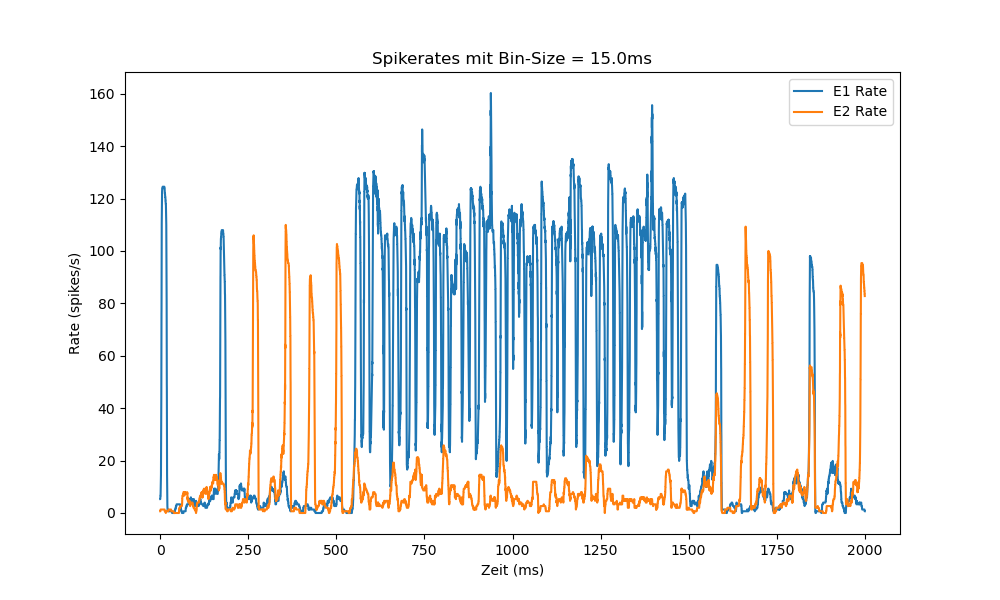 Spikerates mit Bin-Size = 15.0ms
E1 Rate
E2 Rate
Rate (spikes/s)
160
140
120
100
80
60
40
20
0
0 250 500 750 1000 1250 1500 1750 2000
Zeit (ms)